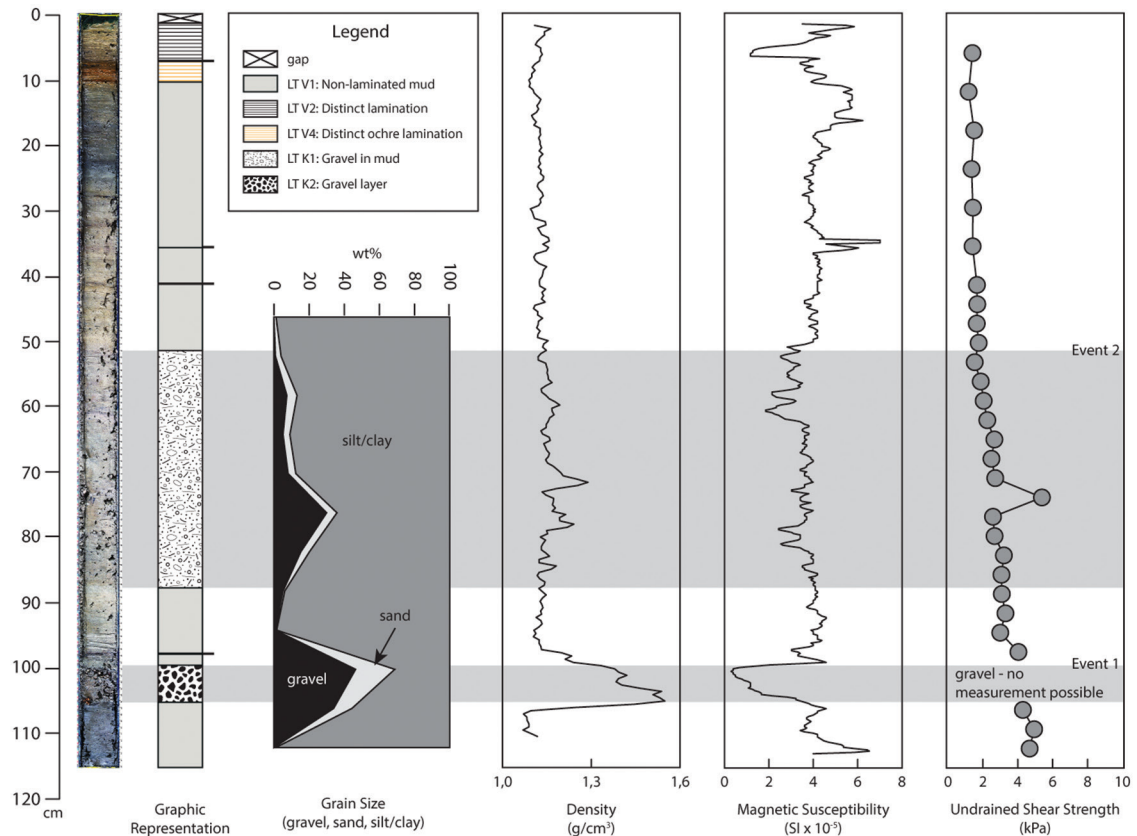 0
10
20
30
40
50
60
70
80
90
100
110
120
cm
Graphic
Representation
Legend
gap
LT V1: Non-laminated mud
LT V2: Distinct lamination
LT V4: Distinct ochre lamination
LT K1: Gravel in mud
LT K2: Gravel layer
wt%
0 20 40 60 80 100
silt/clay
sand
gravel
Grain Size
(gravel, sand, silt/clay)
1,0 1,3 1,6
Density
(g/cm³)
0 2 4 6 8
Magnetic Susceptibility
(SI x 10⁻⁵)
Event 2
Event 1
gravel - no
measurement possible
0 2 4 6 8 10
Undrained Shear Strength
(kPa)